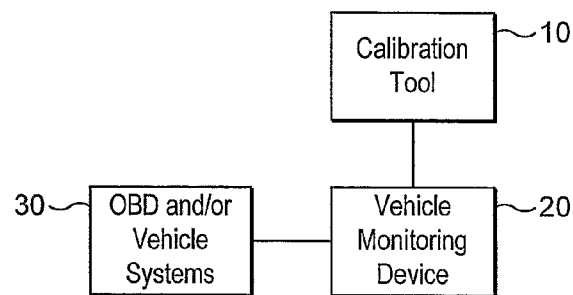 Calibration
Tool
10
30
OBD and/or
Vehicle
Systems
Vehicle
Monitoring
Device
20